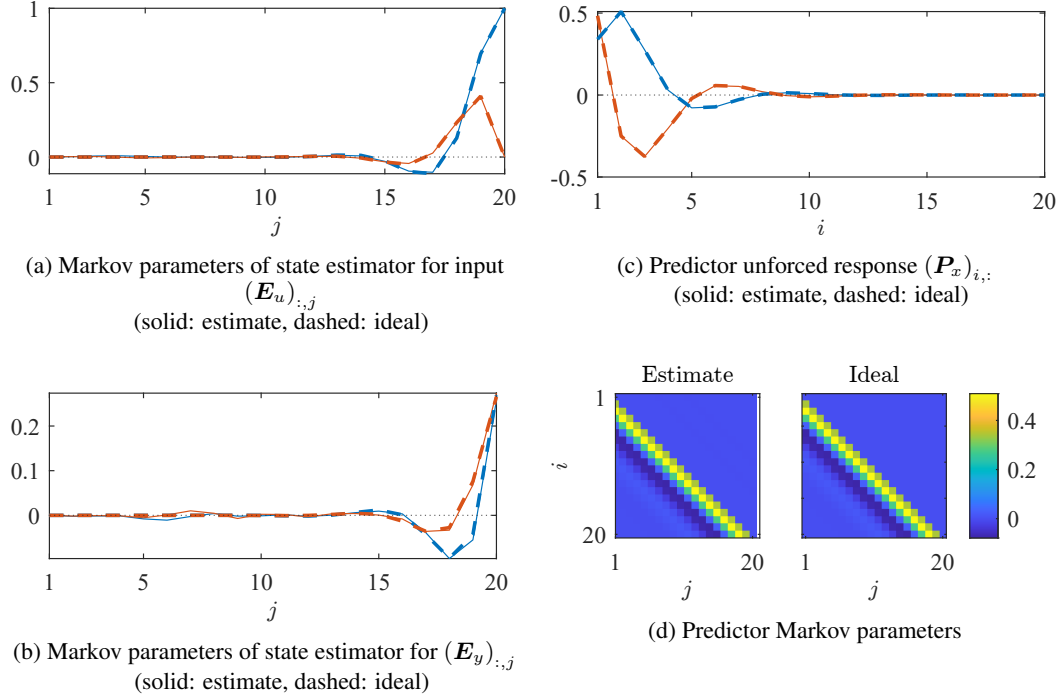 1
0.5
0
1
5
10
15
20
j
(a) Markov parameters of state estimator for input
(E_u)_{:,j}
(solid: estimate, dashed: ideal)
0.2
0.1
0
1
5
10
15
20
j
(b) Markov parameters of state estimator for (E_y)_{:,j}
(solid: estimate, dashed: ideal)
0.5
0
-0.5
1
5
10
15
20
i
(c) Predictor unforced response (P_x)_{i,:}
(solid: estimate, dashed: ideal)
Estimate
Ideal
1
i
20
1
20
j
1
20
j
0.4
0.2
0
(d) Predictor Markov parameters